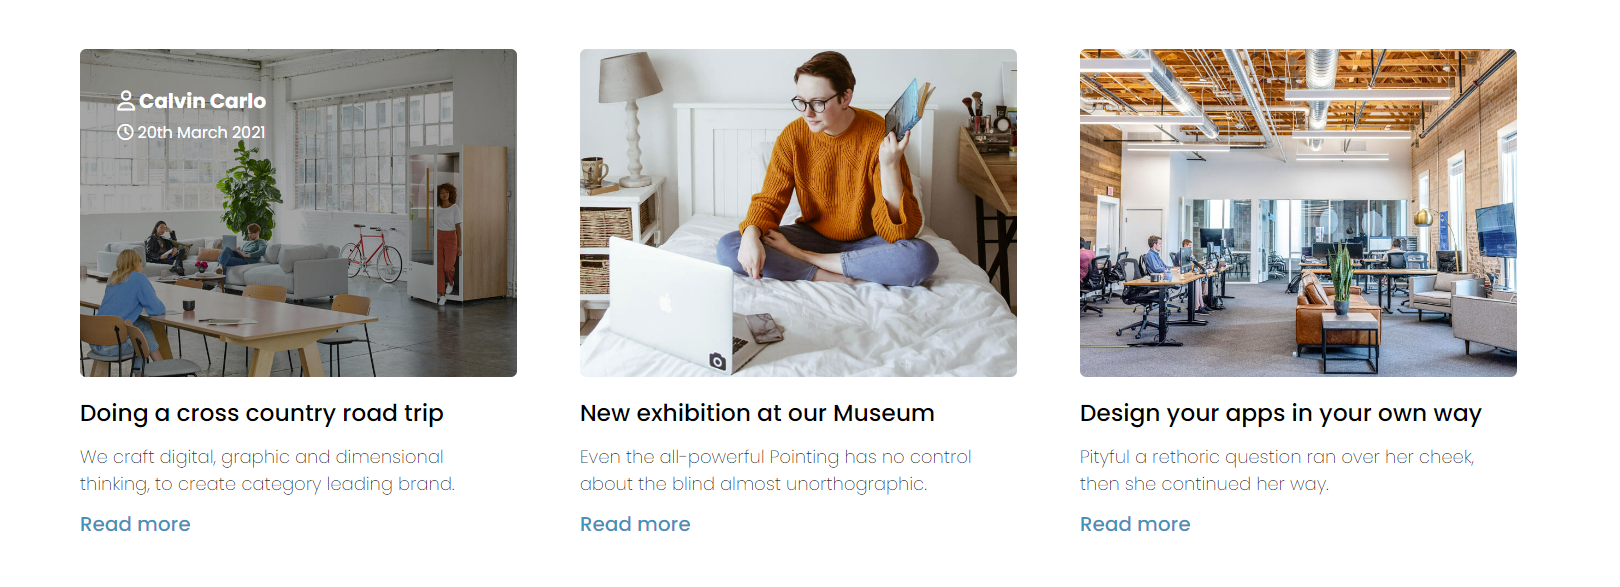 Calvin Carlo
20th March 2021
Doing a cross country road trip
We craft digital, graphic and dimensional
thinking, to create category leading brand.
Read more
New exhibition at our Museum
Even the all-powerful Pointing has no control
about the blind almost unorthographic.
Read more
Design your apps in your own way
Pityful a rethoric question ran over her cheek,
then she continued her way.
Read more